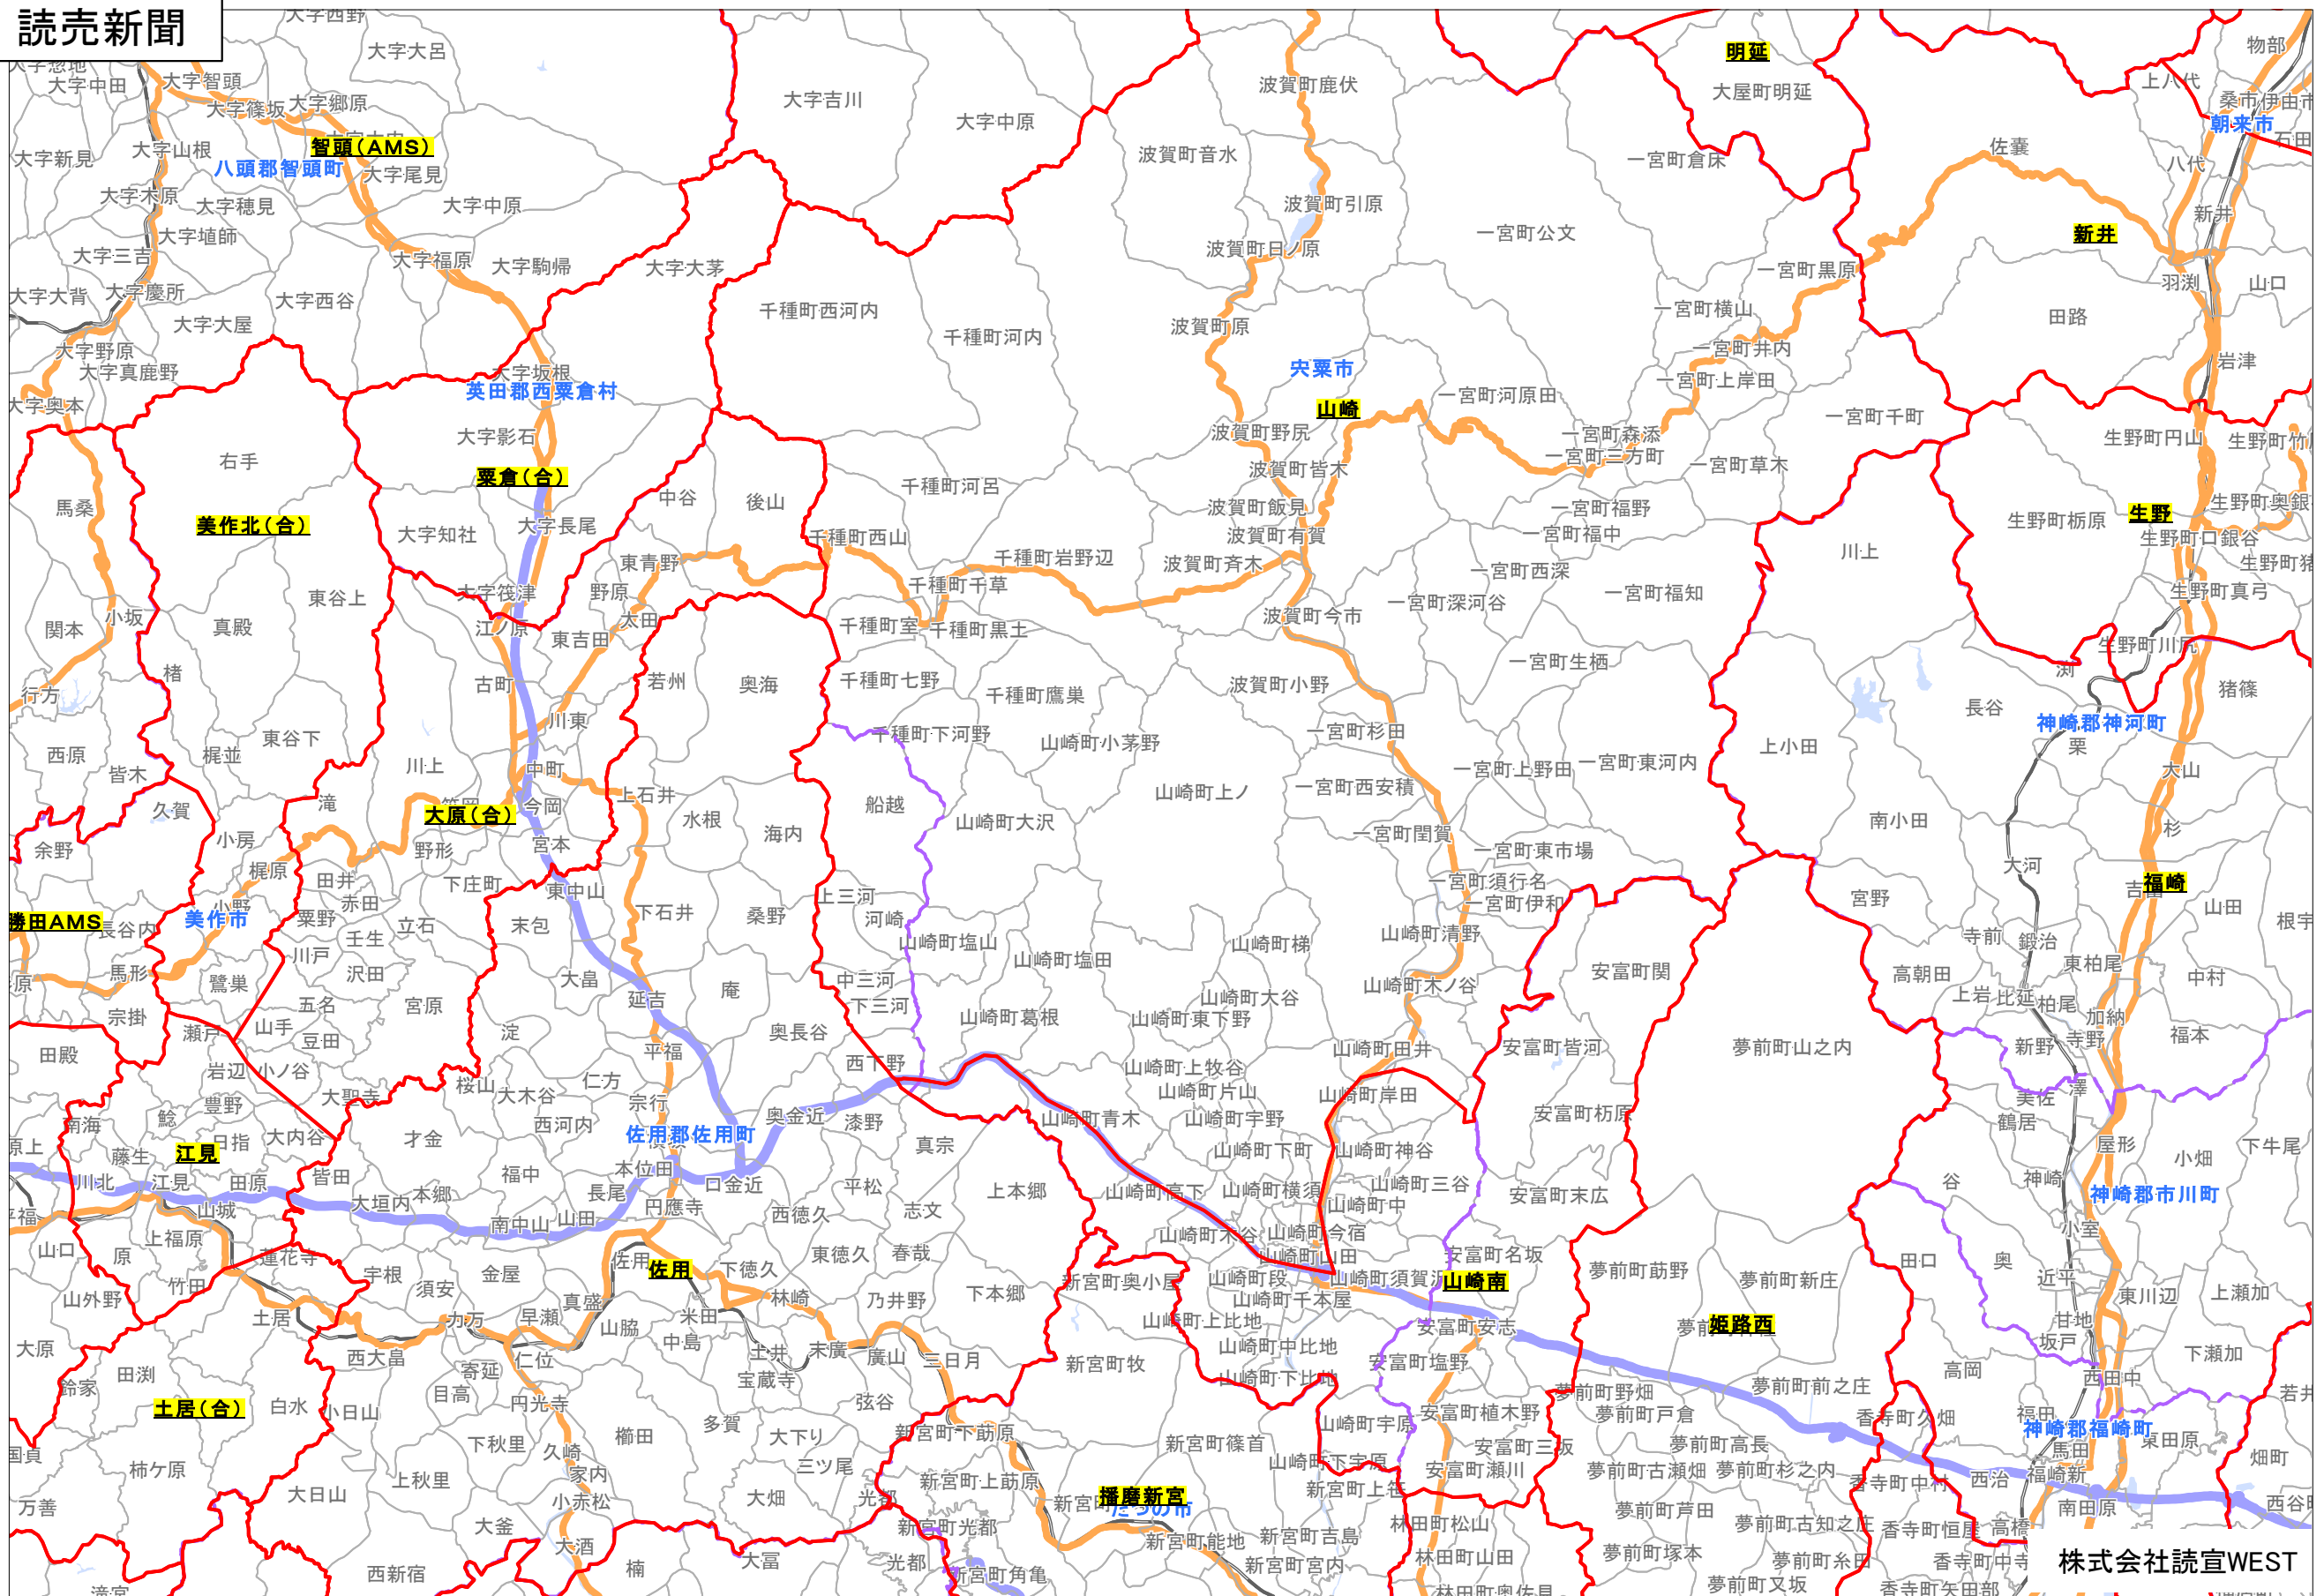 読売新聞
大字西野
大字大呂
大字惣地
大字中田
大字智頭
大字篠坂
大字郷原
智頭(AMS)
大字新見
大字山根
八頭郡智頭町
大字尾見
大字木原
大字穂見
大字中原
大字埴師
大字三吉
大字福原
大字駒帰
大字大背
大字慶所
大字西谷
大字大屋
大字野原
大字真鹿野
大字奥本
大字坂根
英田郡西粟倉村
大字吉川
大字中原
大字大茅
千種町西河内
千種町河内
波賀町鹿伏
波賀町音水
波賀町引原
波賀町日ノ原
波賀町原
宍粟市
山崎
明延
大屋町明延
一宮町倉床
一宮町公文
一宮町黒原
一宮町横山
一宮町井内
一宮町上岸田
一宮町河原田
一宮町千町
一宮町森添
一宮町三方町
一宮町草木
物部
上八代
桑市
伊由市
朝来市
石田
佐嚢
八代
新井
新井
羽渕
山口
田路
岩津
生野町円山
生野町栃原
生野
生野町口銀谷
生野町真弓
生野町川尻
右手
大字影石
粟倉(合)
馬桑
美作北(合)
大字知社
大字長尾
中谷
後山
千種町河呂
千種町西山
千種町岩野辺
千種町千草
波賀町野尻
波賀町皆木
波賀町飯見
波賀町有賀
波賀町斉木
一宮町福野
一宮町福中
一宮町西深
一宮町深河谷
一宮町福知
川上
東青野
東谷上
大字筏津
野原
太田
関本
小坂
真殿
江ノ原
東吉田
千種町室
千種町黒土
波賀町今市
一宮町生栖
楮
行方
古町
若州
奥海
千種町七野
千種町鷹巣
波賀町小野
渕
長谷
猪篠
神崎郡神河町
粟
川東
西原
東谷下
千種町下河野
山崎町小茅野
一宮町杉田
上小田
皆木
梶並
川上
中町
一宮町上野田
一宮町東河内
大山
久賀
滝
大原(合)
今岡
上石井
水根
海内
船越
山崎町大沢
山崎町上ノ
一宮町西安積
一宮町閏賀
南小田
杉
余野
小房
野形
宮本
一宮町東市場
梶原
田井
下庄町
東中山
上三河
一宮町須行名
大河
福崎
宮野
赤田
一宮町伊和
勝田AMS
長谷内
美作市
小野
粟野
立石
末包
下石井
桑野
河崎
山崎町塩山
山崎町梯
山崎町清野
山田
壬生
川戸
寺前
鍛治
山崎町塩田
安富町関
東柏尾
馬形
鷺巣
沢田
大畠
庵
中三河
山崎町木ノ谷
高朝田
中村
宗掛
五名
宮原
延吉
下三河
山崎町大谷
上岩
比延
柏尾
瀬戸
山手
豆田
淀
奥長谷
山崎町葛根
山崎町東下野
加納
寺野
福本
田殿
平福
西下野
山崎町田井
安富町皆河
夢前町山之内
新野
岩辺
小ノ谷
桜山
大木谷
仁方
山崎町上牧谷
山崎町片山
山崎町岸田
豊野
大聖寺
宗行
美佐
澤
鯰
南海
才金
西河内
佐用郡佐用町
奥金近
漆野
山崎町青木
山崎町宇野
安富町栃原
鶴居
江見
日指
大内谷
真宗
山崎町下町
山崎町神谷
屋形
小畑
下牛尾
藤生
皆田
福中
本位田
川北
江見
田原
口金近
平松
上本郷
山崎町高下
山崎町横須
山崎町三谷
安富町末広
谷
神崎
神崎郡市川町
大垣内
本郷
長尾
円應寺
志文
山崎町中
山城
南中山
山田
西徳久
山崎町木谷
山崎町今宿
小室
山口
上福原
原
蓮花寺
佐用
東徳久
春哉
山崎町山田
安富町名坂
田口
奥
竹田
宇根
須安
金屋
佐用
下徳久
新宮町奥小屋
山崎町段
山崎町須賀沢
山崎南
夢前町莇野
夢前町新庄
近平
山外野
土居
真盛
林崎
乃井野
下本郷
山崎町千本屋
東川辺
上瀬加
力万
早瀬
山脇
米田
中島
山崎町上比地
安富町安志
姫路西
甘地
坂戸
大原
西大畠
仁位
土井
末廣
廣山
三日月
新宮町牧
山崎町中比地
安富町塩野
下瀬加
田渕
寄延
目高
宝蔵寺
山崎町下比地
高岡
西田中
鈴家
土居(合)
白水
小日山
円光寺
多賀
弦谷
夢前町野畑
夢前町前之庄
夢前町戸倉
香寺町久畑
福田
下秋里
櫛田
大下り
新宮町下莇原
新宮町篠首
山崎町宇原
安富町植木野
神崎郡福崎町
柿ケ原
久崎
三ツ尾
安富町三坂
夢前町高長
馬田
東田原
上秋里
家内
新宮町上莇原
山崎町下宇原
安富町瀬川
夢前町古瀬畑
夢前町杉之内
香寺町中村
西治
福崎新
畑町
万善
大日山
小赤松
大畑
光都
播磨新宮
たつの市
新宮町上笹
夢前町芦田
南田原
大釜
新宮町光都
新宮町能地
新宮町吉島
林田町松山
夢前町古知之庄
香寺町恒屋
高橋
大酒
光都
新宮町宮内
林田町山田
夢前町塚本
夢前町糸田
香寺町中寺
西新宿
楠
大冨
新宮町角亀
林田町奥佐見
夢前町又坂
香寺町矢田部
株式会社読宣WEST